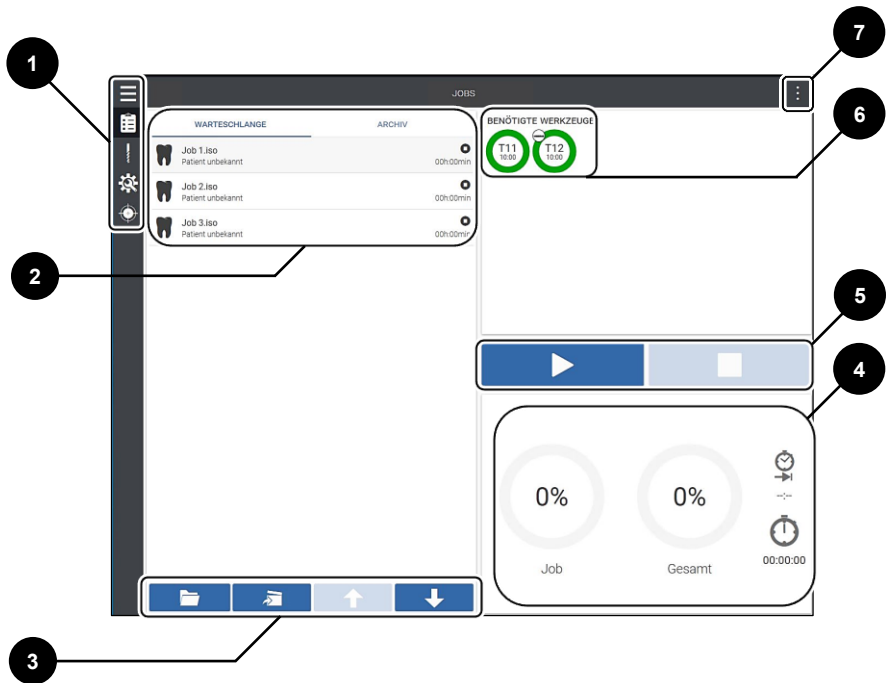 7
1
JOBS
6
WARTESCHLANGE ARCHIV
BENÖTIGTE WERKZEUGE
T11 T12
10:00 10:00
Job 1.iso
Patient unbekannt 00h:00min
Job 2.iso
Patient unbekannt 00h:00min
Job 3.iso
Patient unbekannt 00h:00min
2
5
4
0% 0%
--:--
Job Gesamt 00:00:00
3